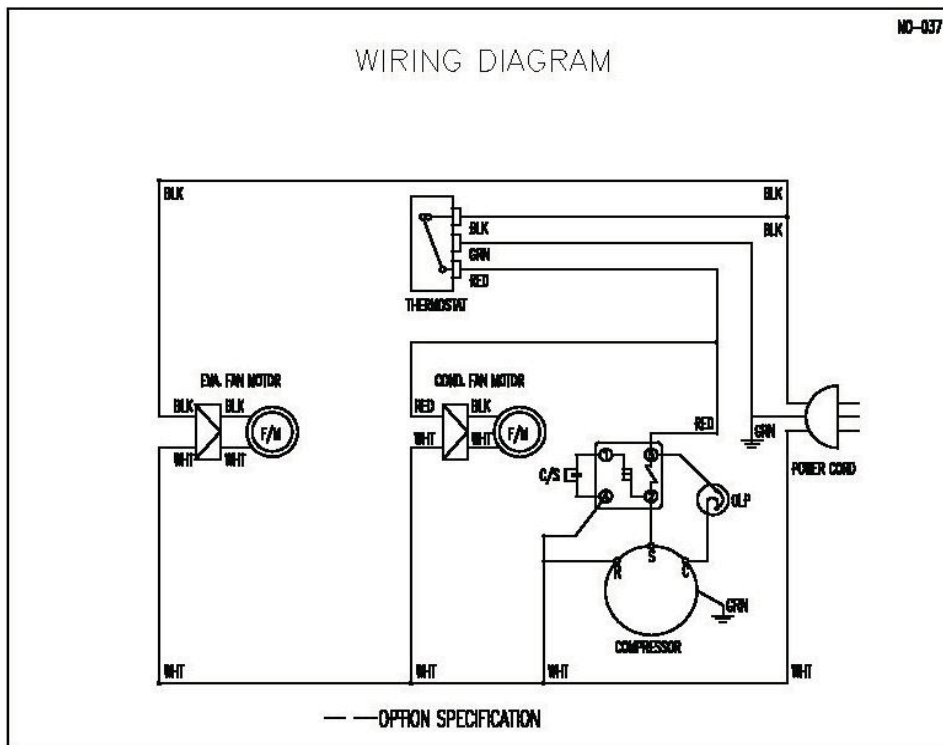 NO-037
WIRING DIAGRAM
BLK
BLK
BLK
BLK
GRN
RED
THERMOSTAT
EVA. FAN MOTOR
COND. FAN MOTOR
BLK
BLK
F/M
WHT
WHT
RED
BLK
F/M
WHT
WHT
RED
GRN
POWER CORD
C/S
1
2
OLP
R
S
C
GRN
COMPRESSOR
WHT
WHT
WHT
WHT
OPTION SPECIFICATION